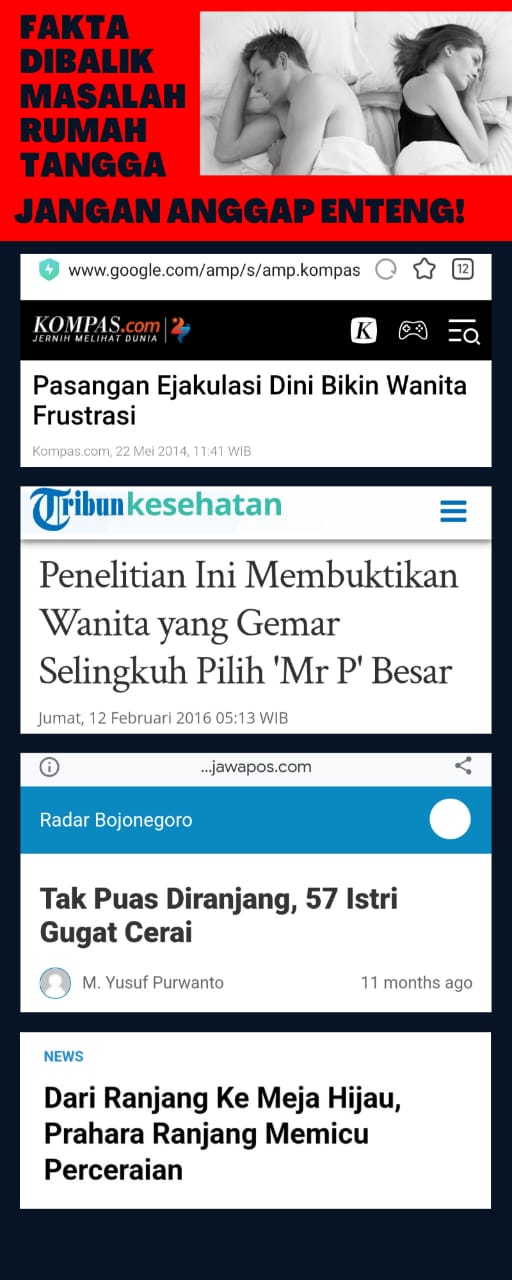 FAKTA
DIBALIK
MASALAH
RUMAH
TANGGA
JANGAN ANGGAP ENTENG!
www.google.com/amp/s/amp.kompas
12
KOMPAS.com
JERNIH MELIHAT DUNIA
K
Pasangan Ejakulasi Dini Bikin Wanita
Frustrasi
Kompas.com, 22 Mei 2014, 11:41 WIB
Tribunkesehatan
Penelitian Ini Membuktikan
Wanita yang Gemar
Selingkuh Pilih 'Mr P' Besar
Jumat, 12 Februari 2016 05:13 WIB
...jawapos.com
Radar Bojonegoro
Tak Puas Diranjang, 57 Istri
Gugat Cerai
M. Yusuf Purwanto 11 months ago
NEWS
Dari Ranjang Ke Meja Hijau,
Prahara Ranjang Memicu
Perceraian